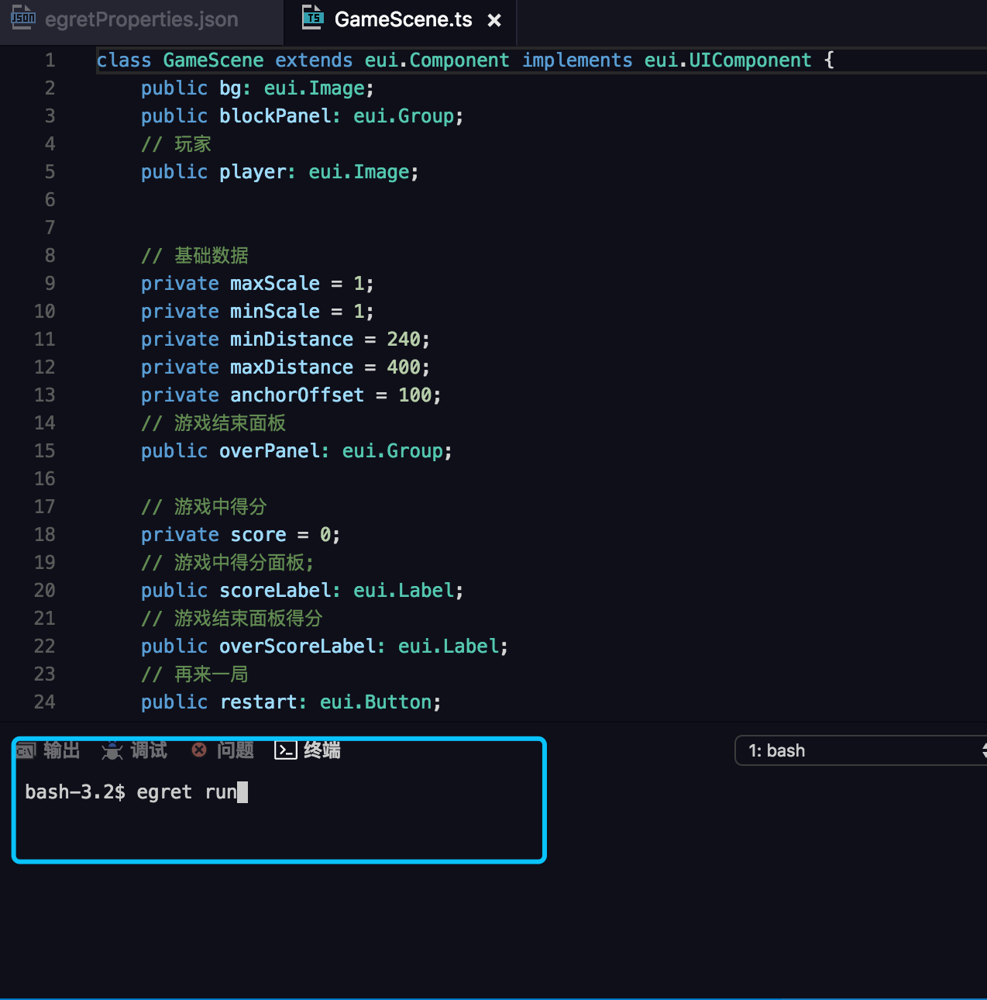 egretProperties.json
GameScene.ts
1 class GameScene extends eui.Component implements eui.UIComponent {
2 public bg: eui.Image;
3 public blockPanel: eui.Group;
4 // 玩家
5 public player: eui.Image;
6
7
8 // 基础数据
9 private maxScale = 1;
10 private minScale = 1;
11 private minDistance = 240;
12 private maxDistance = 400;
13 private anchorOffset = 100;
14 // 游戏结束面板
15 public overPanel: eui.Group;
16
17 // 游戏中得分
18 private score = 0;
19 // 游戏中得分面板;
20 public scoreLabel: eui.Label;
21 // 游戏结束面板得分
22 public overScoreLabel: eui.Label;
23 // 再来一局
24 public restart: eui.Button;
输出 调试 问题 终端 1: bash
bash-3.2$ egret run